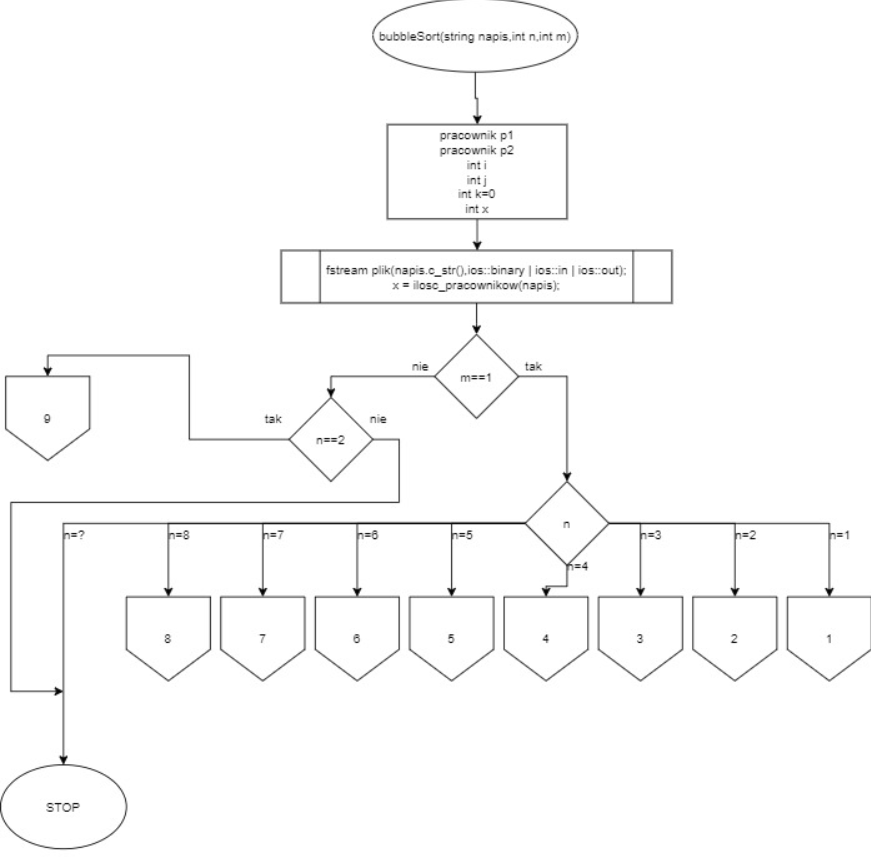 bubbleSort(string napis,int n,int m)
pracownik p1
pracownik p2
int i
int j
int k=0
int x
fstream plik(napis.c_str(),ios::binary | ios::in | ios::out);
x = ilosc_pracownikow(napis);
nie
tak
m==1
9
tak
nie
n==2
n
n=?
n=8
n=7
n=6
n=5
n=4
n=3
n=2
n=1
8
7
6
5
4
3
2
1
STOP